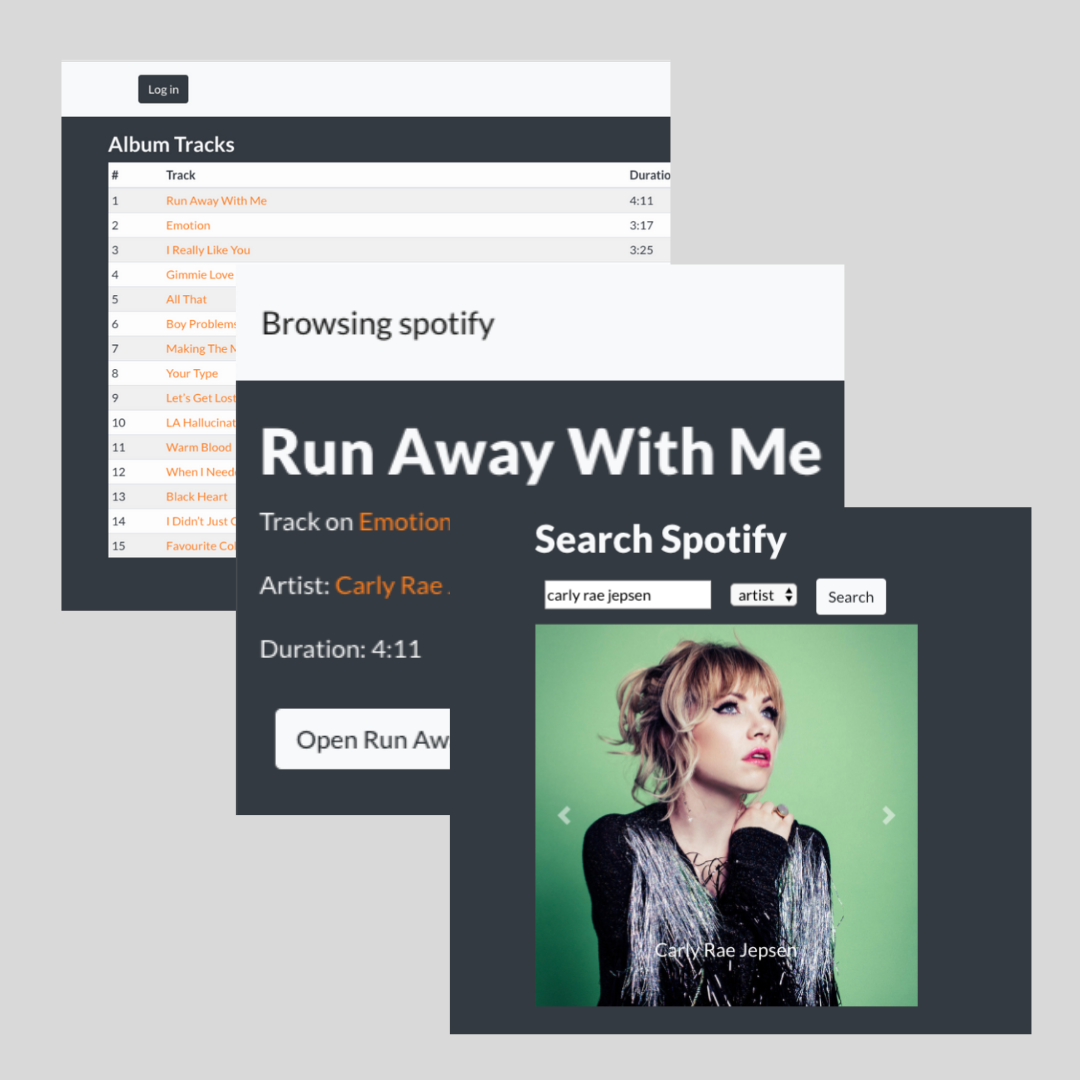 Log in
Album Tracks
# Track Duratio
1 Run Away With Me 4:11
2 Emotion 3:17
3 I Really Like You 3:25
4 Gimmie Love
5 All That
6 Boy Problems
7 Making The
8 Your Type
9 Let's Get Lost
10 LA Hallucinat
11 Warm Blood
12 When I Neede
13 Black Heart
14 I Didn't Just
15 Favourite Co
Browsing spotify
Run Away With Me
Track on Emotion
Artist: Carly Rae
Duration: 4:11
Open Run Aw
Search Spotify
carly rae jepsen artist Search
Carly Rae Jepsen